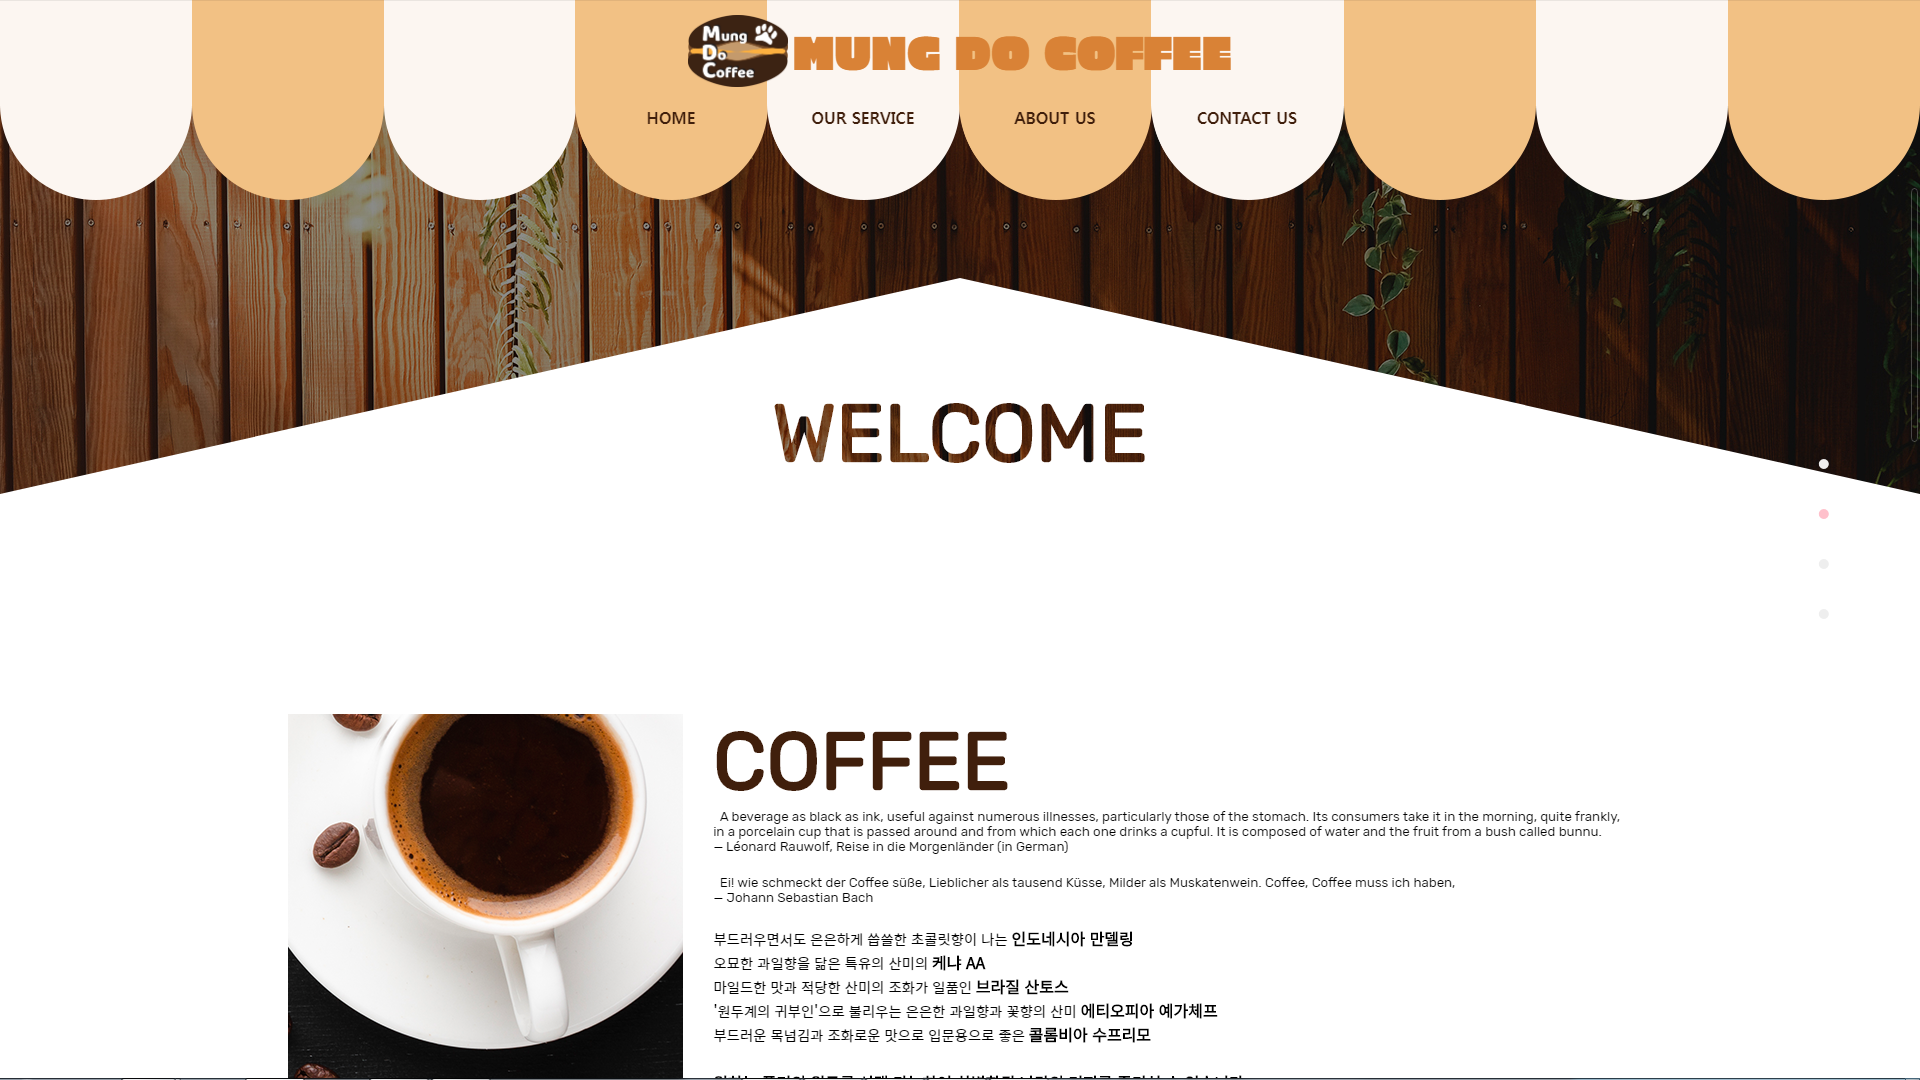 Mung
Do
Coffee
MUNG DO COFFEE
HOME
OUR SERVICE
ABOUT US
CONTACT US
WELCOME
COFFEE
A beverage as black as ink, useful against numerous illnesses, particularly those of the stomach. Its consumers take it in the morning, quite frankly,
in a porcelain cup that is passed around and from which each one drinks a cupful. It is composed of water and the fruit from a bush called bunnu.
— Léonard Rauwolf, Reise in die Morgenländer (in German)
Ei! wie schmeckt der Coffee süße, Lieblicher als tausend Küsse, Milder als Muskatenwein. Coffee, Coffee muss ich haben,
— Johann Sebastian Bach
부드러우면서도 은은하게 씁쓸한 초콜릿향이 나는 인도네시아 만델링
오묘한 과일향을 닮은 특유의 산미의 케냐 AA
마일드한 맛과 적당한 산미의 조화가 일품인 브라질 산토스
'원두계의 귀부인'으로 불리우는 은은한 과일향과 꽃향의 산미 에티오피아 예가체프
부드러운 목넘김과 조화로운 맛으로 입문용으로 좋은 콜롬비아 수프리모